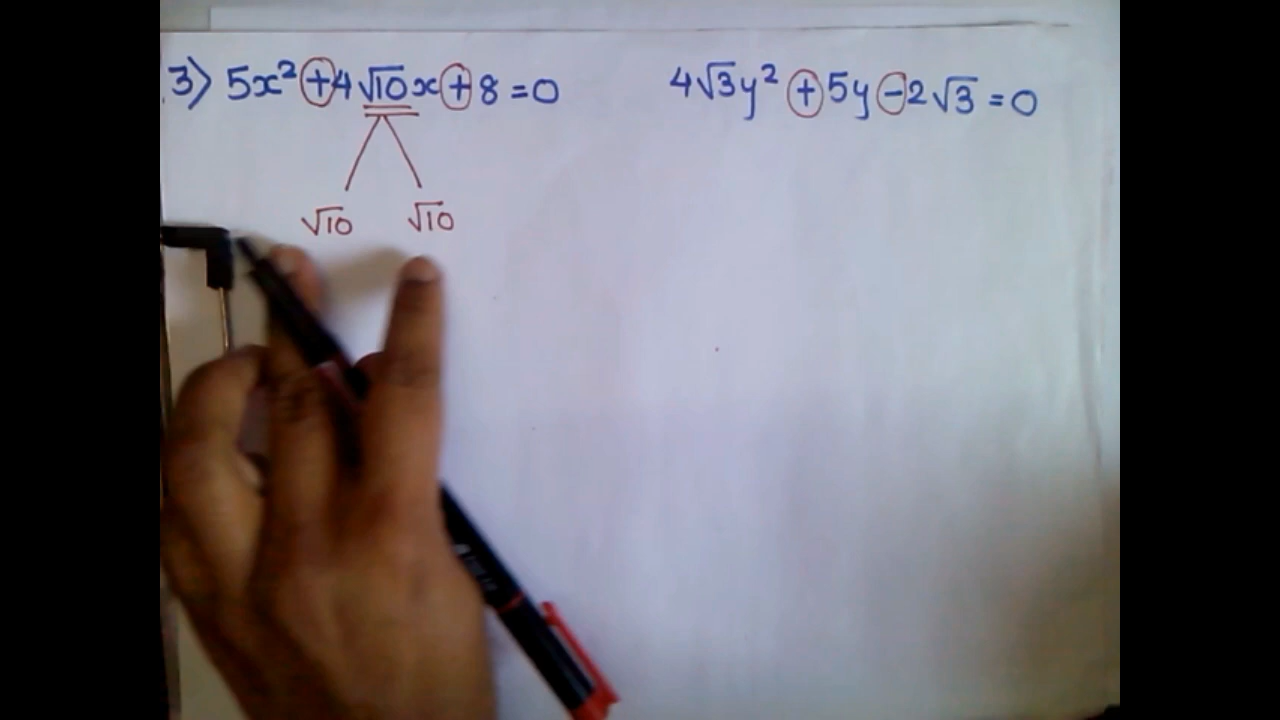 3) 5x² + 4√10x + 8 = 0
√10 √10
4√3y² + 5y - 2√3 = 0